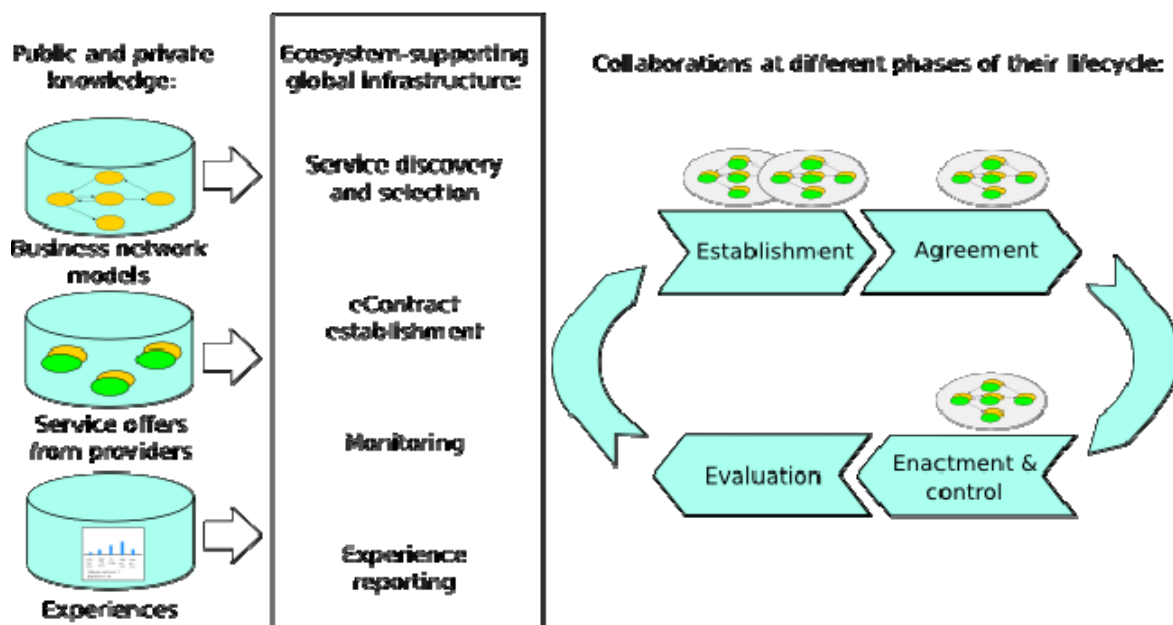 Public and private
knowledge:
Business network
models
Service offers
from providers
Experiences
Ecosystem-supporting
global infrastructure:
Service discovery
and selection
eContract
establishment
Monitoring
Experience
reporting
Collaborations at different phases of their lifecycle:
Establishment
Agreement
Evaluation
Enactment &
control